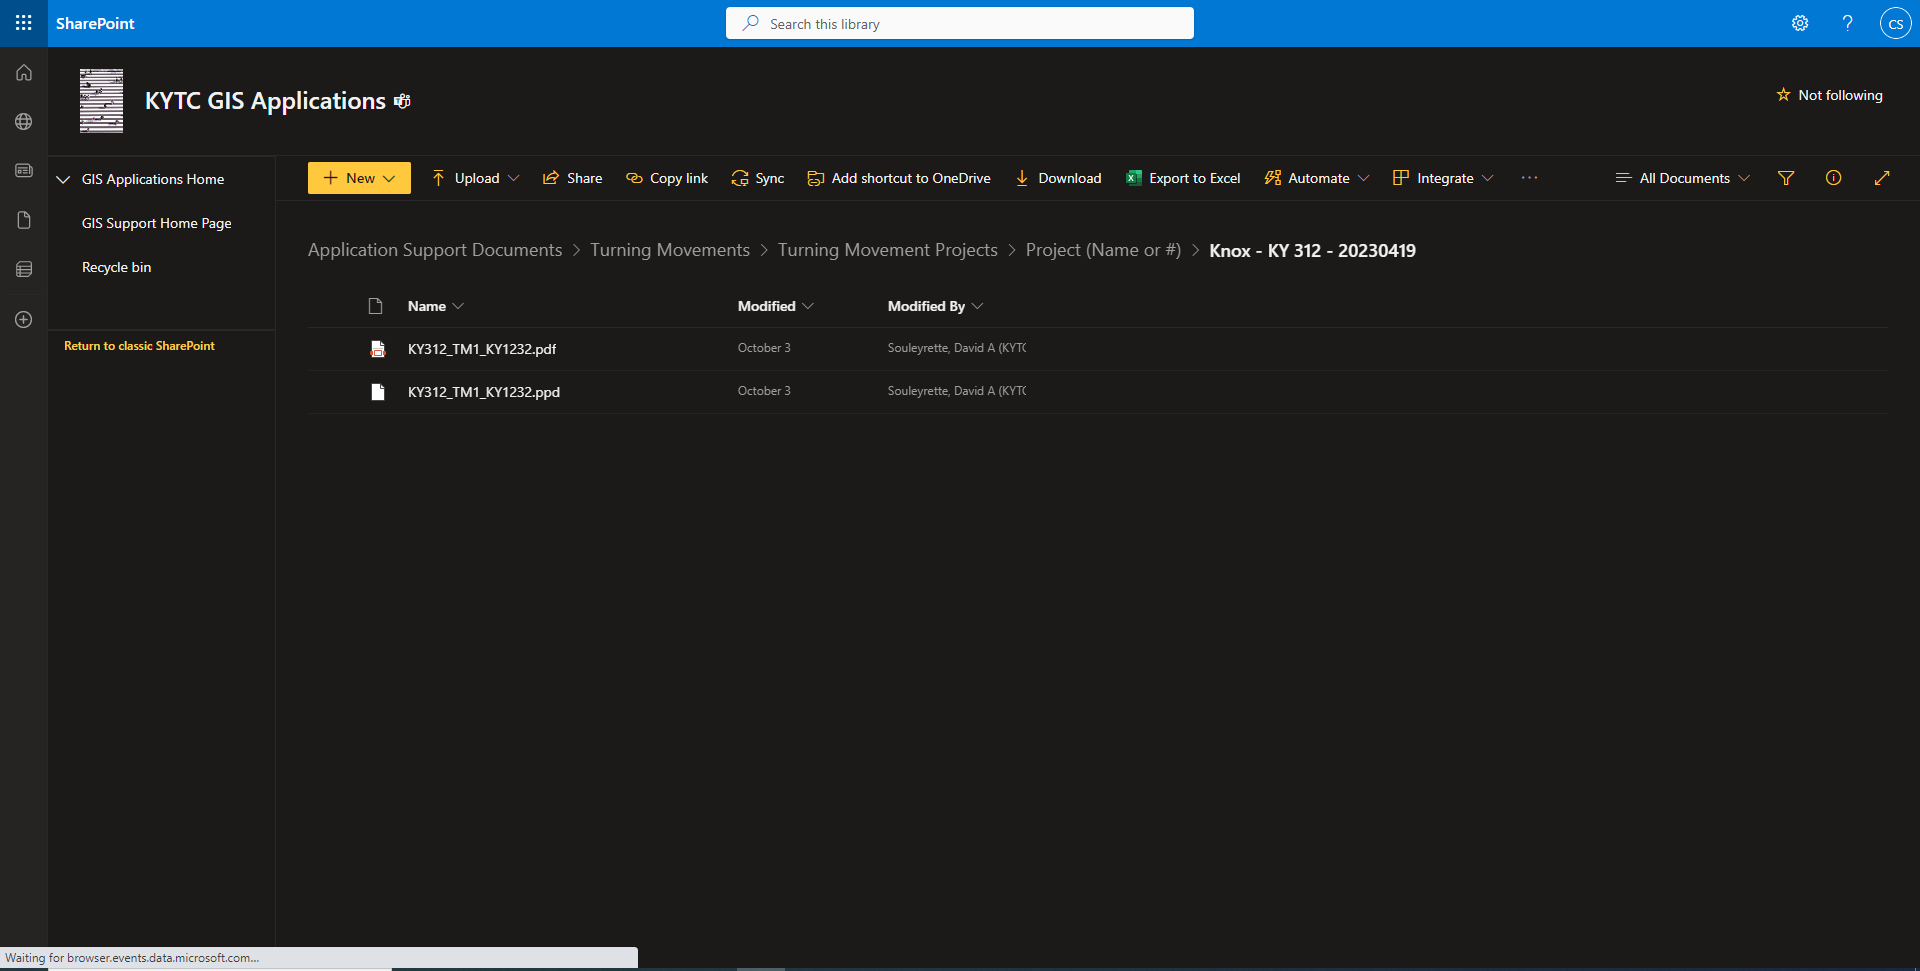 SharePoint
Search this library
CS
KYTC GIS Applications
Not following
GIS Applications Home
GIS Support Home Page
Recycle bin
Return to classic SharePoint
New
Upload
Share
Copy link
Sync
Add shortcut to OneDrive
Download
Export to Excel
Automate
Integrate
All Documents
Application Support Documents > Turning Movements > Turning Movement Projects > Project (Name or #) > Knox - KY 312 - 20230419
Name Modified Modified By
KY312_TM1_KY1232.pdf October 3 Souleyrette, David A (KYTC
KY312_TM1_KY1232.ppd October 3 Souleyrette, David A (KYTC
Waiting for browser.events.data.microsoft.com...